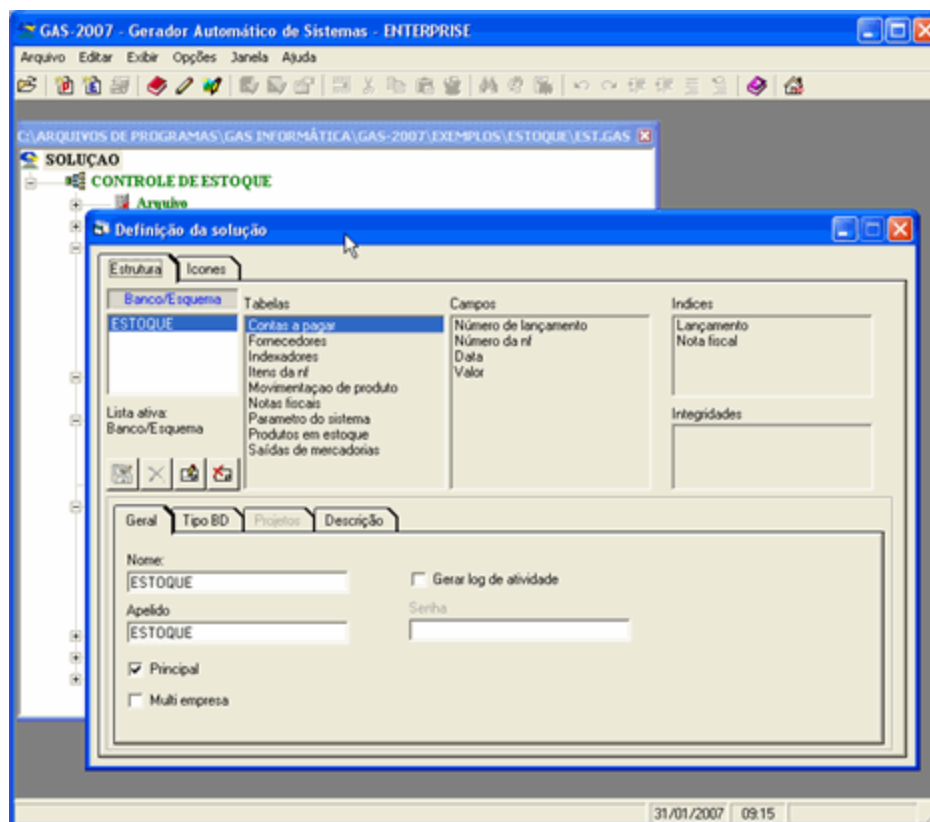 GAS-2007 - Gerador Automático de Sistemas - ENTERPRISE
Arquivo Editar Exibir Opções Janela Ajuda
C:\ARQUIVOS DE PROGRAMAS\GAS INFORMÁTICA\GAS-2007\EXEMPLOS\ESTOQUE\EST.GAS
SOLUÇAO
CONTROLE DE ESTOQUE
Arquivo
Definição da solução
Estrutura Icones
Banco/Esquema
ESTOQUE
Lista ativa:
Banco/Esquema
Tabelas
Contas a pagar
Fornecedores
Indexadores
Itens da nf
Movimentaçao de produto
Notas fiscais
Parametro do sistema
Produtos em estoque
Saídas de mercadorias
Campos
Número de lançamento
Número da nf
Data
Valor
Indices
Lançamento
Nota fiscal
Integridades
Geral Tipo BD Projetos Descrição
Nome:
ESTOQUE
Gerar log de atividade
Apelido
Senha
ESTOQUE
Principal
Multi empresa
31/01/2007 09:15